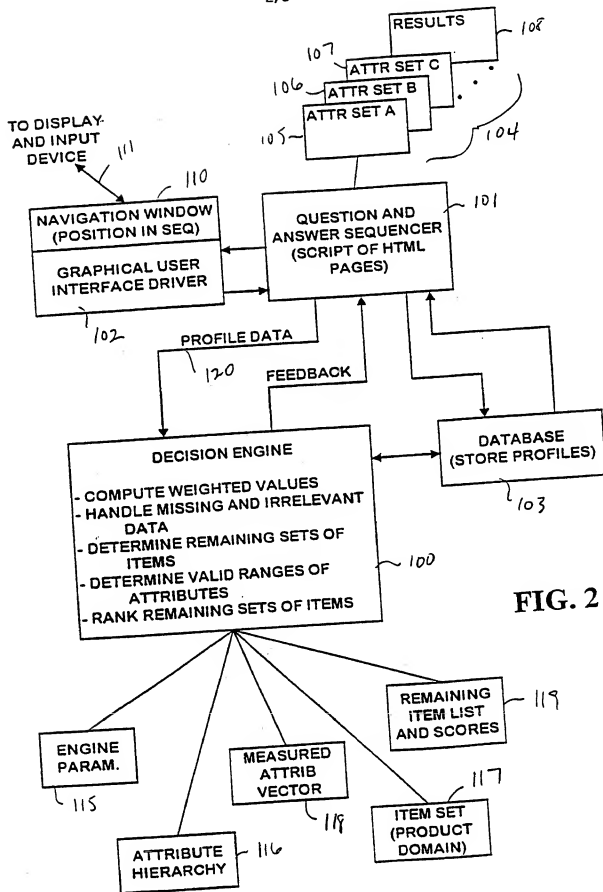 RESULTS
108
107
ATTR SET C
106
ATTR SET B
105
ATTR SET A
104
TO DISPLAY
AND INPUT
DEVICE
111
110
NAVIGATION WINDOW
(POSITION IN SEQ)
GRAPHICAL USER
INTERFACE DRIVER
102
101
QUESTION AND
ANSWER SEQUENCER
(SCRIPT OF HTML
PAGES)
PROFILE DATA
120
FEEDBACK
DATABASE
(STORE PROFILES)
103
DECISION ENGINE
- COMPUTE WEIGHTED VALUES
- HANDLE MISSING AND IRRELEVANT
DATA
- DETERMINE REMAINING SETS OF
ITEMS
- DETERMINE VALID RANGES OF
ATTRIBUTES
- RANK REMAINING SETS OF ITEMS
100
FIG. 2
REMAINING
ITEM LIST
AND SCORES
119
ENGINE
PARAM.
115
MEASURED
ATTRIB
VECTOR
118
117
ITEM SET
(PRODUCT
DOMAIN)
ATTRIBUTE
HIERARCHY
116